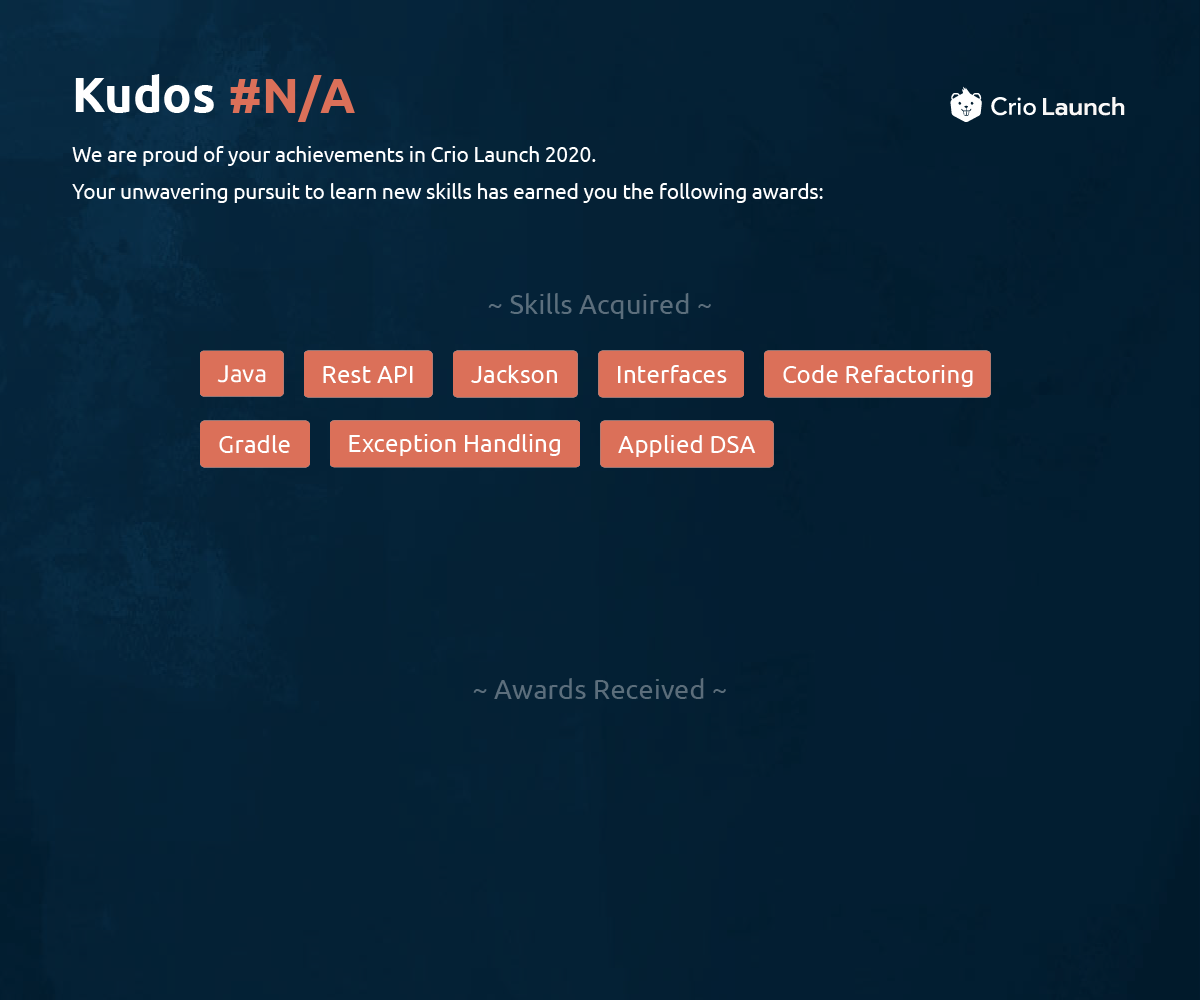 Kudos #N/A
Crio Launch
We are proud of your achievements in Crio Launch 2020.
Your unwavering pursuit to learn new skills has earned you the following awards:
~ Skills Acquired ~
Java Rest API Jackson Interfaces Code Refactoring
Gradle Exception Handling Applied DSA
~ Awards Received ~